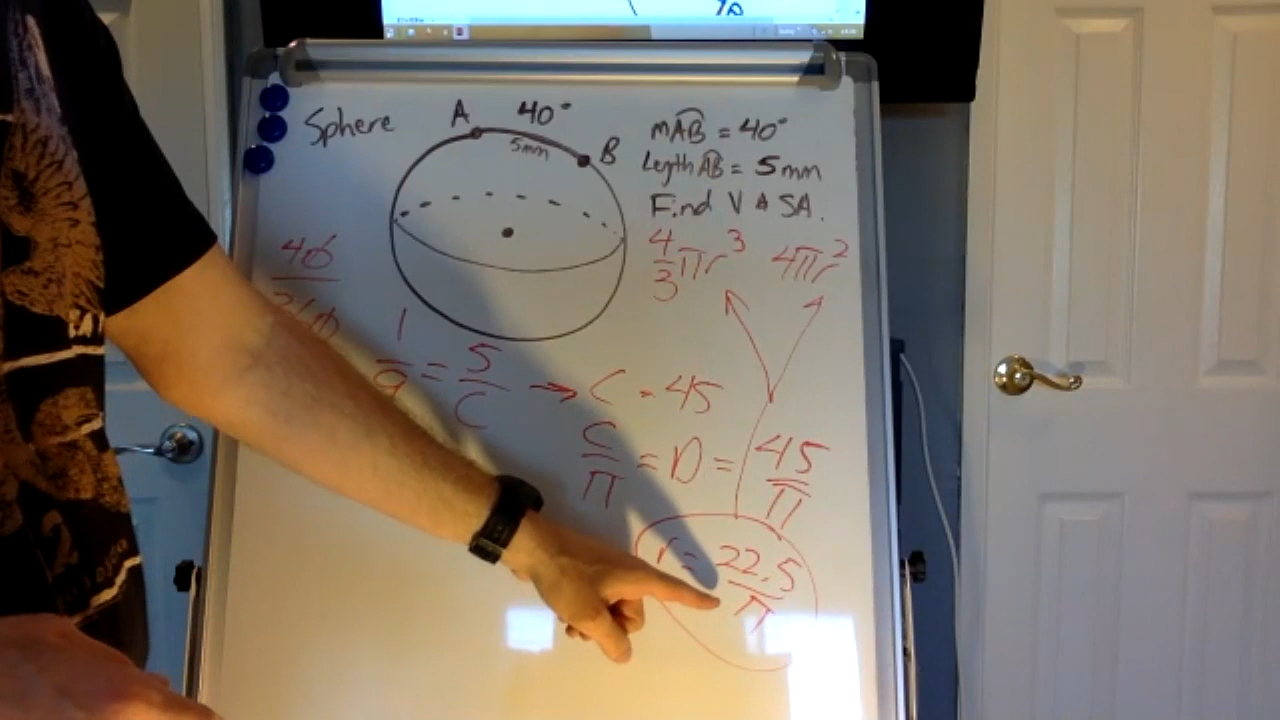 Sphere
A 40°
5mm
B
mAB = 40°
Length AB = 5mm
Find V & SA.
4/3 πr³ 4πr²
40/360
1/9 = 5/C → C = 45
C/π = D = 45/π
r = 22.5/π